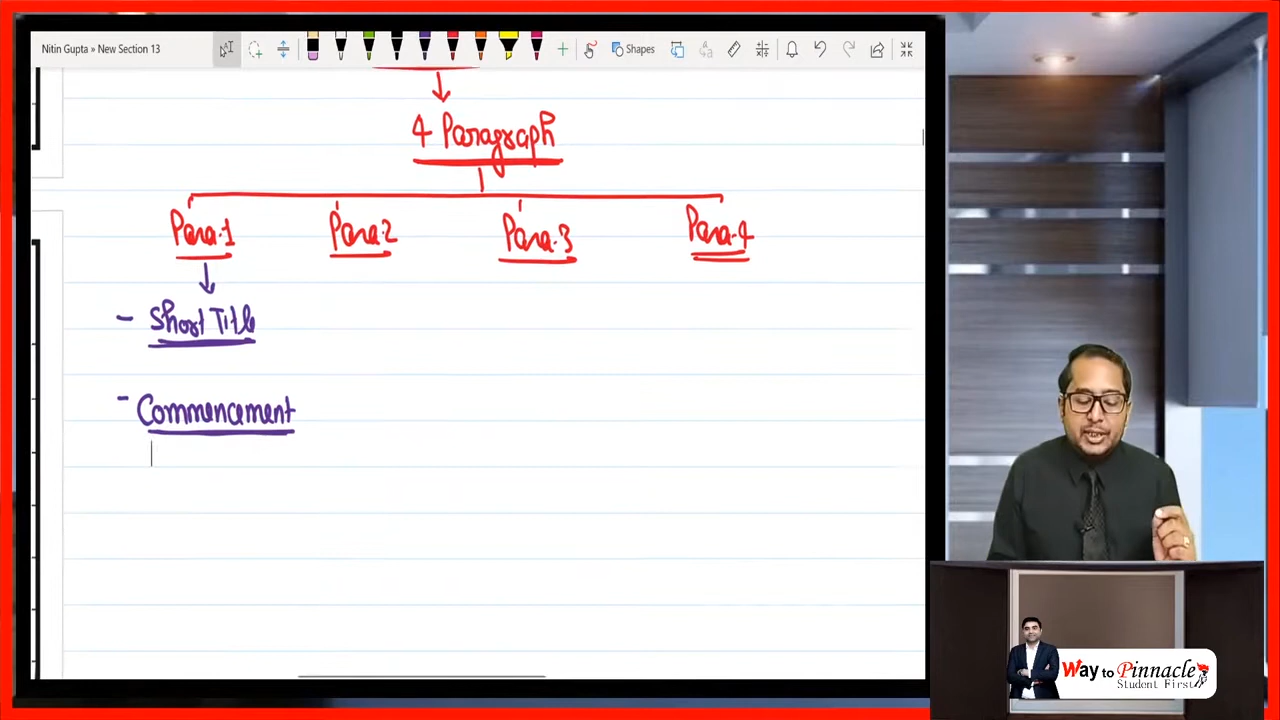 Nitin Gupta » New Section 13
Shapes
4 Paragraph
Para.1 Para.2 Para.3 Para.4
- Short Title
- Commencement
Way to Pinnacle
Student First